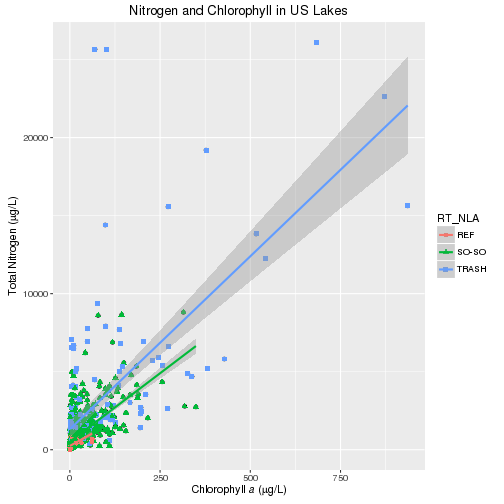 Nitrogen and Chlorophyll in US Lakes
Total Nitrogen (μg/L)
20000
10000
0
0
250
500
750
Chlorophyll a (μg/L)
RT_NLA
REF
SO-SO
TRASH